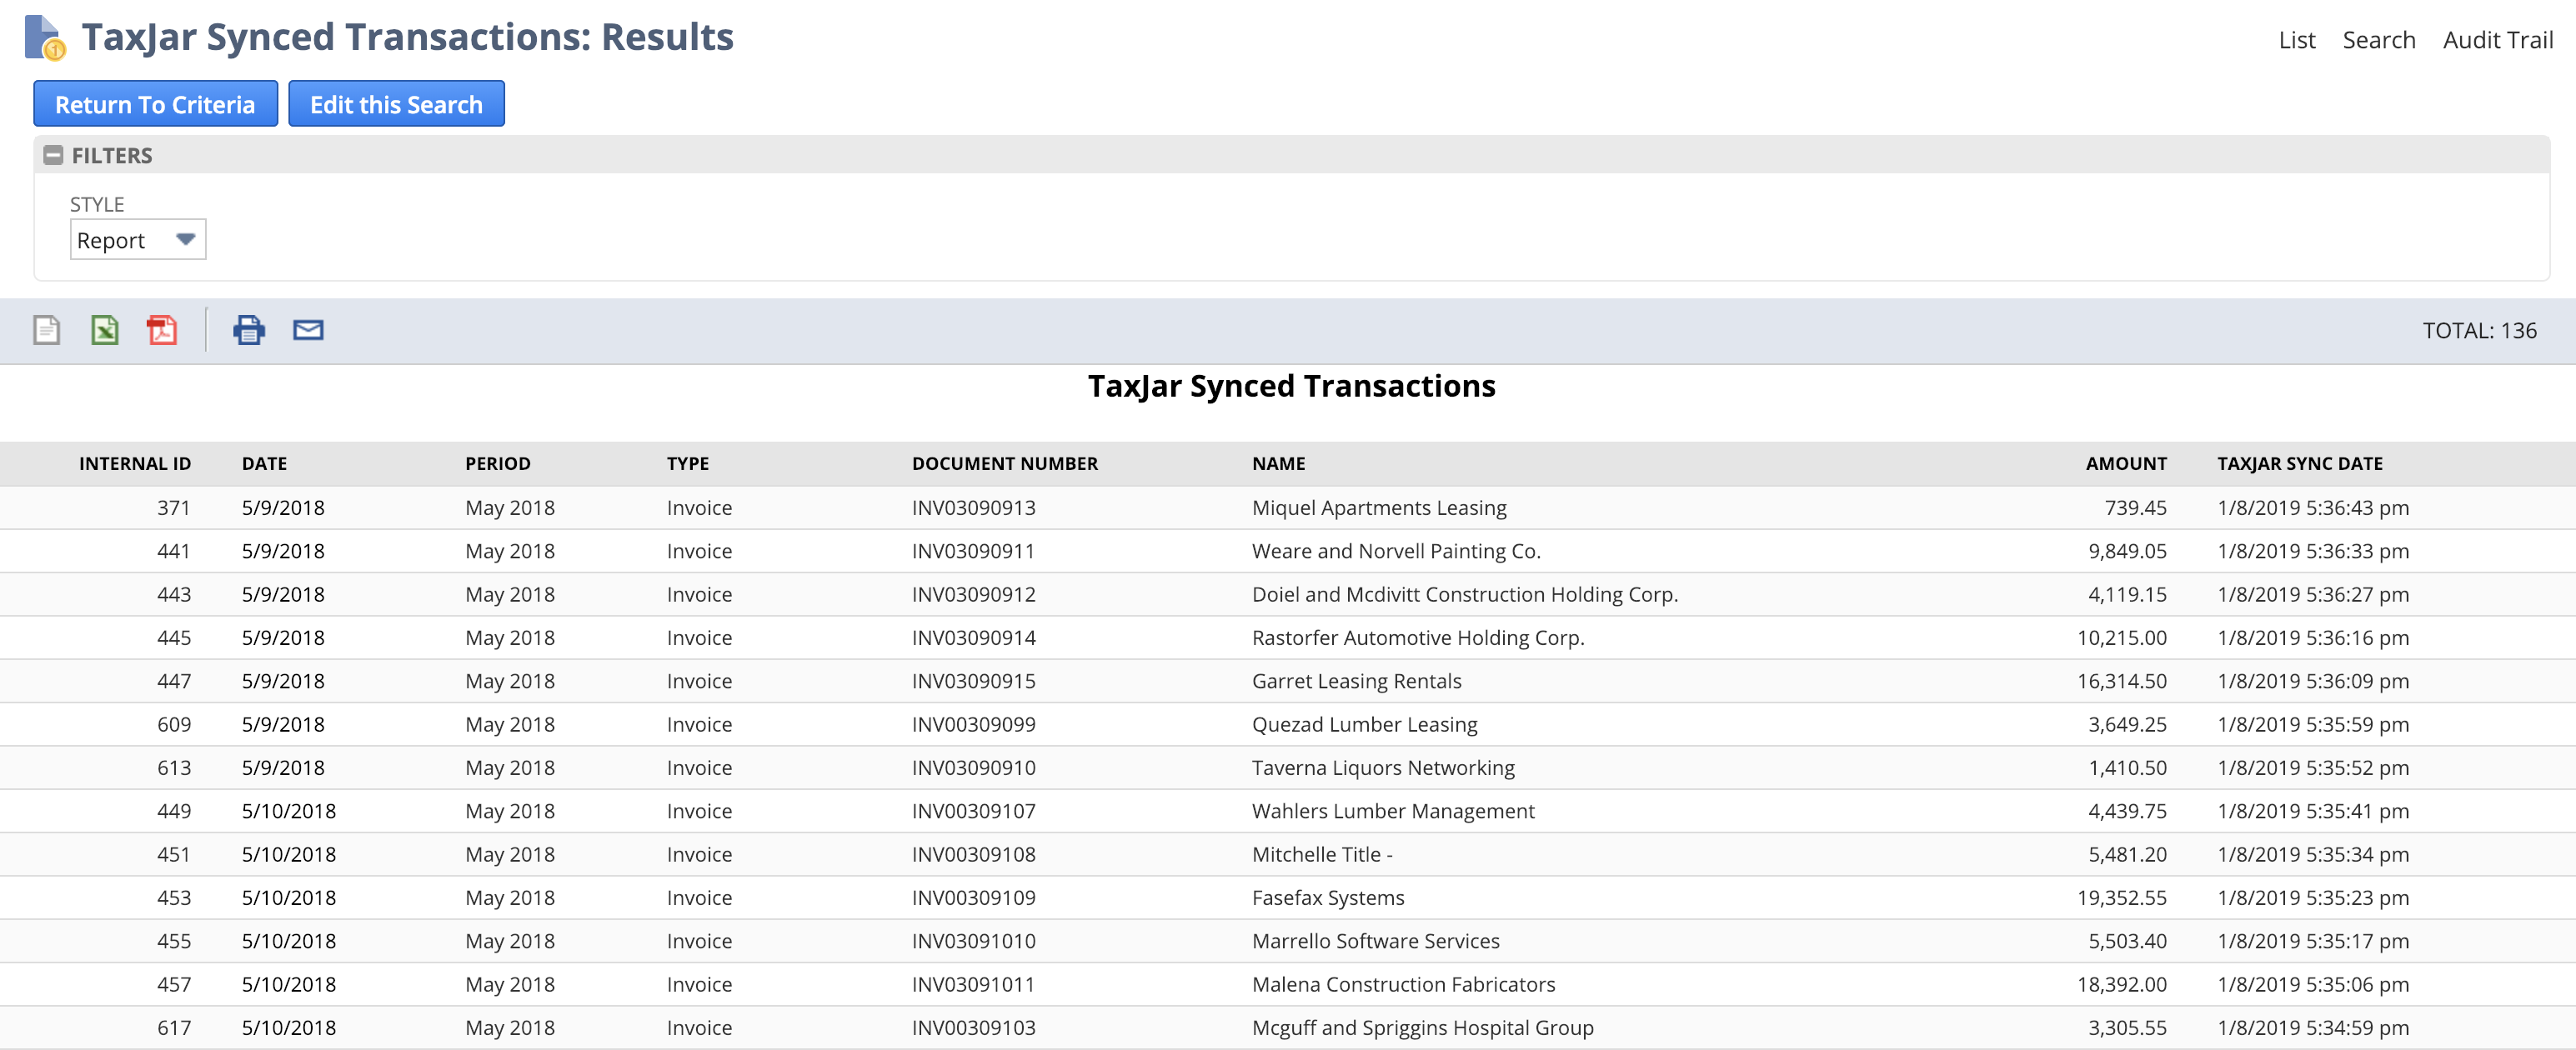 TaxJar Synced Transactions: Results
List Search Audit Trail
Return To Criteria Edit this Search
FILTERS
STYLE
Report
TOTAL: 136
TaxJar Synced Transactions
INTERNAL ID DATE PERIOD TYPE DOCUMENT NUMBER NAME AMOUNT TAXJAR SYNC DATE
371 5/9/2018 May 2018 Invoice INV03090913 Miquel Apartments Leasing 739.45 1/8/2019 5:36:43 pm
441 5/9/2018 May 2018 Invoice INV03090911 Weare and Norvell Painting Co. 9,849.05 1/8/2019 5:36:33 pm
443 5/9/2018 May 2018 Invoice INV03090912 Doiel and Mcdivitt Construction Holding Corp. 4,119.15 1/8/2019 5:36:27 pm
445 5/9/2018 May 2018 Invoice INV03090914 Rastorfer Automotive Holding Corp. 10,215.00 1/8/2019 5:36:16 pm
447 5/9/2018 May 2018 Invoice INV03090915 Garret Leasing Rentals 16,314.50 1/8/2019 5:36:09 pm
609 5/9/2018 May 2018 Invoice INV00309099 Quezad Lumber Leasing 3,649.25 1/8/2019 5:35:59 pm
613 5/9/2018 May 2018 Invoice INV03090910 Taverna Liquors Networking 1,410.50 1/8/2019 5:35:52 pm
449 5/10/2018 May 2018 Invoice INV00309107 Wahlers Lumber Management 4,439.75 1/8/2019 5:35:41 pm
451 5/10/2018 May 2018 Invoice INV00309108 Mitchelle Title - 5,481.20 1/8/2019 5:35:34 pm
453 5/10/2018 May 2018 Invoice INV00309109 Fasefax Systems 19,352.55 1/8/2019 5:35:23 pm
455 5/10/2018 May 2018 Invoice INV03091010 Marrello Software Services 5,503.40 1/8/2019 5:35:17 pm
457 5/10/2018 May 2018 Invoice INV03091011 Malena Construction Fabricators 18,392.00 1/8/2019 5:35:06 pm
617 5/10/2018 May 2018 Invoice INV00309103 Mcguff and Spriggins Hospital Group 3,305.55 1/8/2019 5:34:59 pm